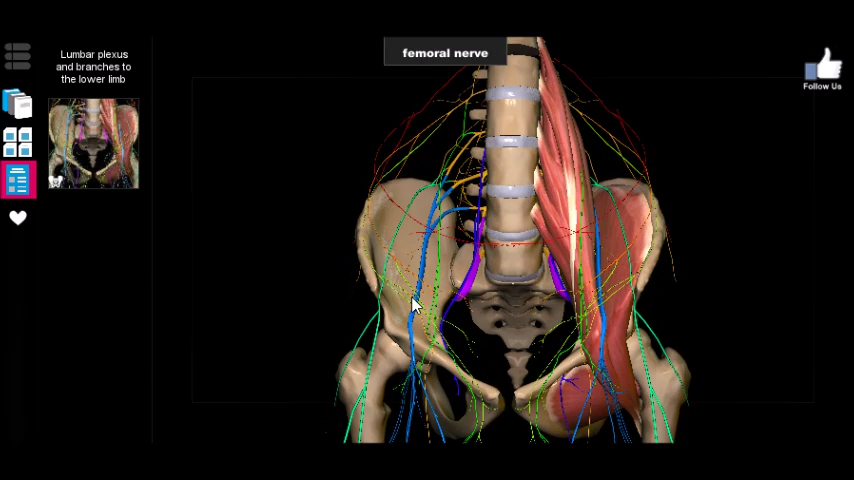 femoral nerve
Lumbar plexus
and branches to
the lower limb
Follow Us